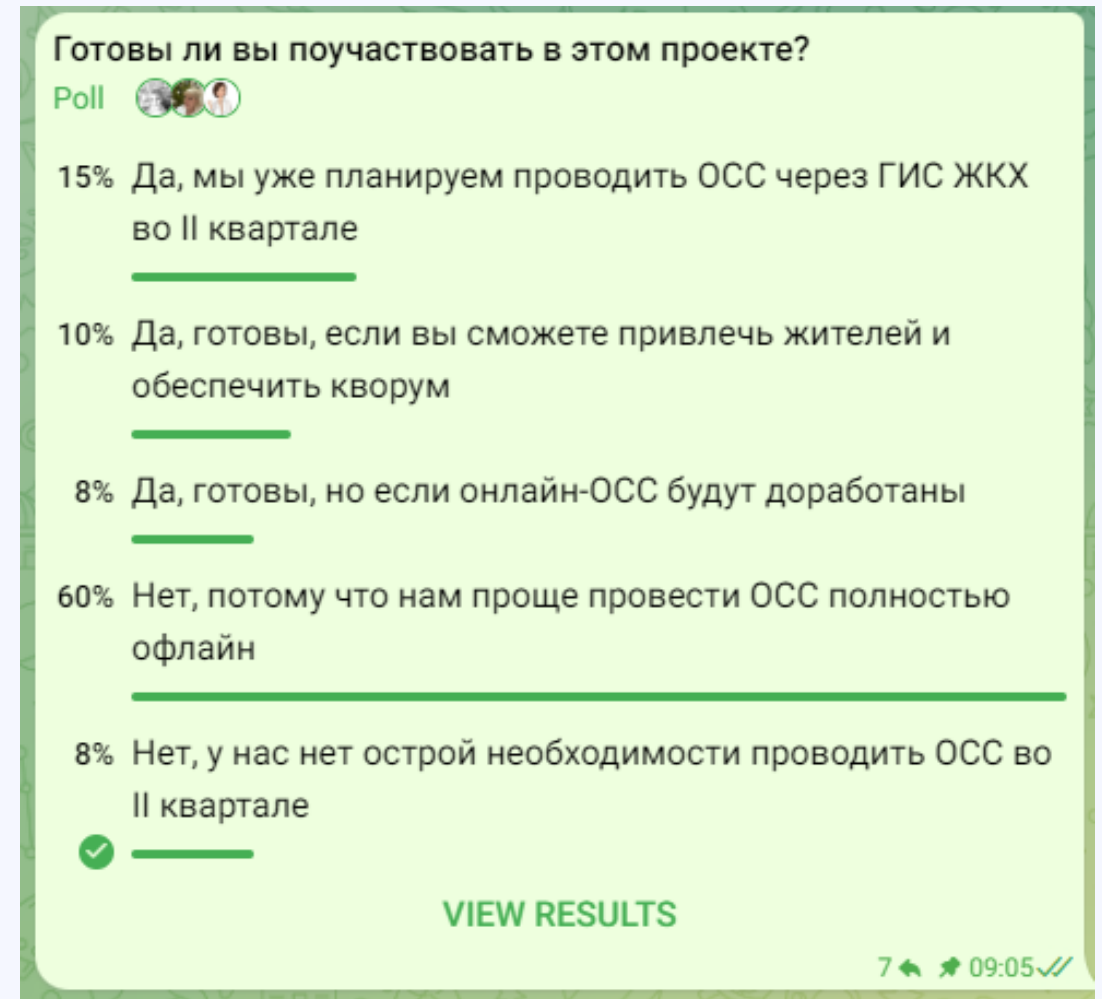 Готовы ли вы поучаствовать в этом проекте?
Poll
15% Да, мы уже планируем проводить ОСС через ГИС ЖКХ
во II квартале
10% Да, готовы, если вы сможете привлечь жителей и
обеспечить кворум
8% Да, готовы, но если онлайн-ОСС будут доработаны
60% Нет, потому что нам проще провести ОСС полностью
офлайн
8% Нет, у нас нет острой необходимости проводить ОСС во
II квартале
VIEW RESULTS
7 09:05